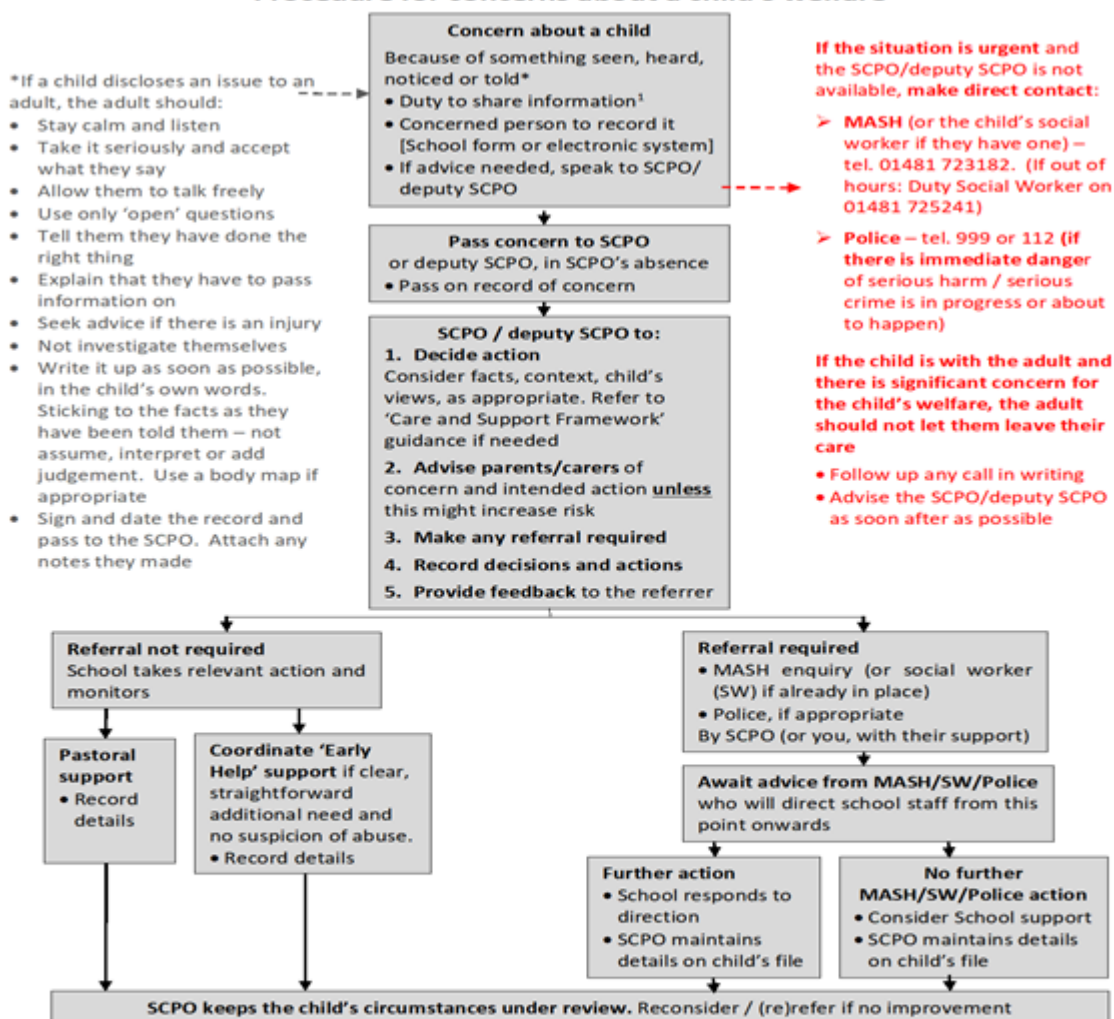 Concern about a child
Because of something seen, heard,
noticed or told*
• Duty to share information¹
• Concerned person to record it
[School form or electronic system]
• If advice needed, speak to SCPO/
deputy SCPO
*If a child discloses an issue to an
adult, the adult should:
• Stay calm and listen
• Take it seriously and accept
what they say
• Allow them to talk freely
• Use only ‘open’ questions
• Tell them they have done the
right thing
• Explain that they have to pass
information on
• Seek advice if there is an injury
• Not investigate themselves
• Write it up as soon as possible,
in the child’s own words.
Sticking to the facts as they
have been told them – not
assume, interpret or add
judgement. Use a body map if
appropriate
• Sign and date the record and
pass to the SCPO. Attach any
notes they made
If the situation is urgent and
the SCPO/deputy SCPO is not
available, make direct contact:
➢ MASH (or the child’s social
worker if they have one) –
tel. 01481 723182. (If out of
hours: Duty Social Worker on
01481 725241)
➢ Police – tel. 999 or 112 (if
there is immediate danger
of serious harm / serious
crime is in progress or about
to happen)
If the child is with the adult and
there is significant concern for
the child’s welfare, the adult
should not let them leave their
care
• Follow up any call in writing
• Advise the SCPO/deputy SCPO
as soon after as possible
Pass concern to SCPO
or deputy SCPO, in SCPO’s absence
• Pass on record of concern
SCPO / deputy SCPO to:
1. Decide action
Consider facts, context, child’s
views, as appropriate. Refer to
‘Care and Support Framework’
guidance if needed
2. Advise parents/carers of
concern and intended action unless
this might increase risk
3. Make any referral required
4. Record decisions and actions
5. Provide feedback to the referrer
Referral not required
School takes relevant action and
monitors
Pastoral
support
• Record
details
Coordinate ‘Early
Help’ support if clear,
straightforward
additional need and
no suspicion of abuse.
• Record details
Referral required
• MASH enquiry (or social worker
(SW) if already in place)
• Police, if appropriate
By SCPO (or you, with their support)
Await advice from MASH/SW/Police
who will direct school staff from this
point onwards
Further action
• School responds to
direction
• SCPO maintains
details on child’s file
No further
MASH/SW/Police action
• Consider School support
• SCPO maintains details
on child’s file
SCPO keeps the child’s circumstances under review. Reconsider / (re)refer if no improvement